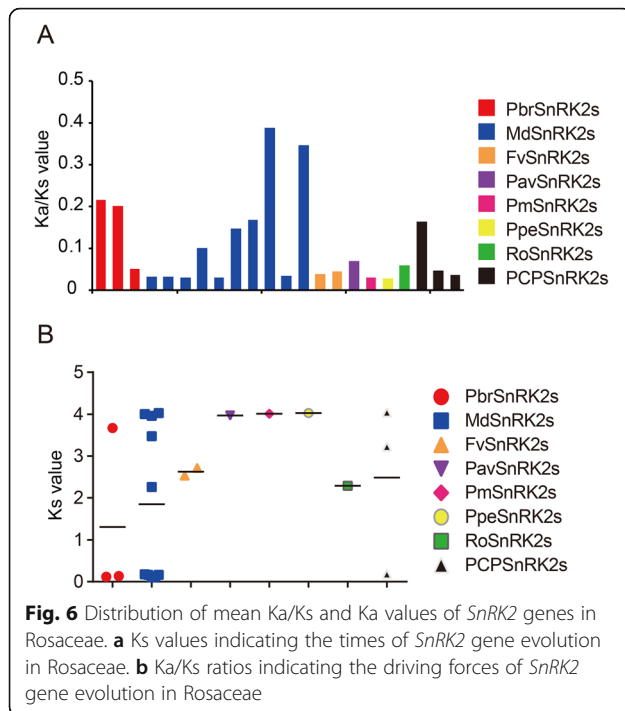 A
Ka/Ks value
0.5
0.4
0.3
0.2
0.1
0
PbrSnRK2s
MdSnRK2s
FvSnRK2s
PavSnRK2s
PmSnRK2s
PpeSnRK2s
RoSnRK2s
PCPSnRK2s
B
Ks value
5
4
3
2
1
0
PbrSnRK2s
MdSnRK2s
FvSnRK2s
PavSnRK2s
PmSnRK2s
PpeSnRK2s
RoSnRK2s
PCPSnRK2s
Fig. 6 Distribution of mean Ka/Ks and Ka values of SnRK2 genes in
Rosaceae. a Ks values indicating the times of SnRK2 gene evolution
in Rosaceae. b Ka/Ks ratios indicating the driving forces of SnRK2
gene evolution in Rosaceae